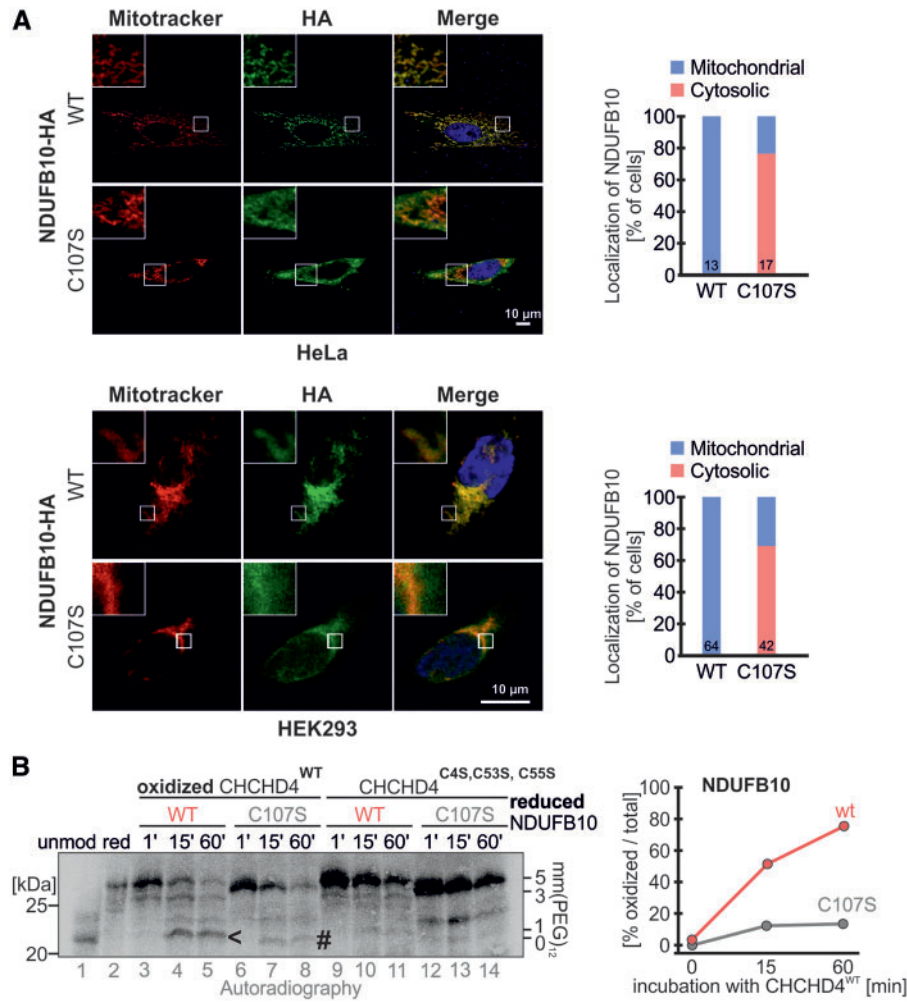 A
Mitotracker HA Merge
NDUFB10-HA
WT
C107S
10 µm
HeLa
Mitochondrial
Cytosolic
Localization of NDUFB10
[% of cells]
100
80
60
40
20
0
13 17
WT C107S
Mitotracker HA Merge
NDUFB10-HA
WT
C107S
10 µm
HEK293
Mitochondrial
Cytosolic
Localization of NDUFB10
[% of cells]
100
80
60
40
20
0
64 42
WT C107S
B
oxidized CHCHD4WT CHCHD4C4S,C53S, C55S
WT C107S WT C107S reduced
NDUFB10
unmod red 1' 15' 60' 1' 15' 60' 1' 15' 60' 1' 15' 60'
[kDa]
25
20
5
3
1
0
mm(PEG)12
< #
1 2 3 4 5 6 7 8 9 10 11 12 13 14
Autoradiography
NDUFB10
[% oxidized / total]
100
80
60
40
20
0
wt
C107S
0 15 60
incubation with CHCHD4WT [min]